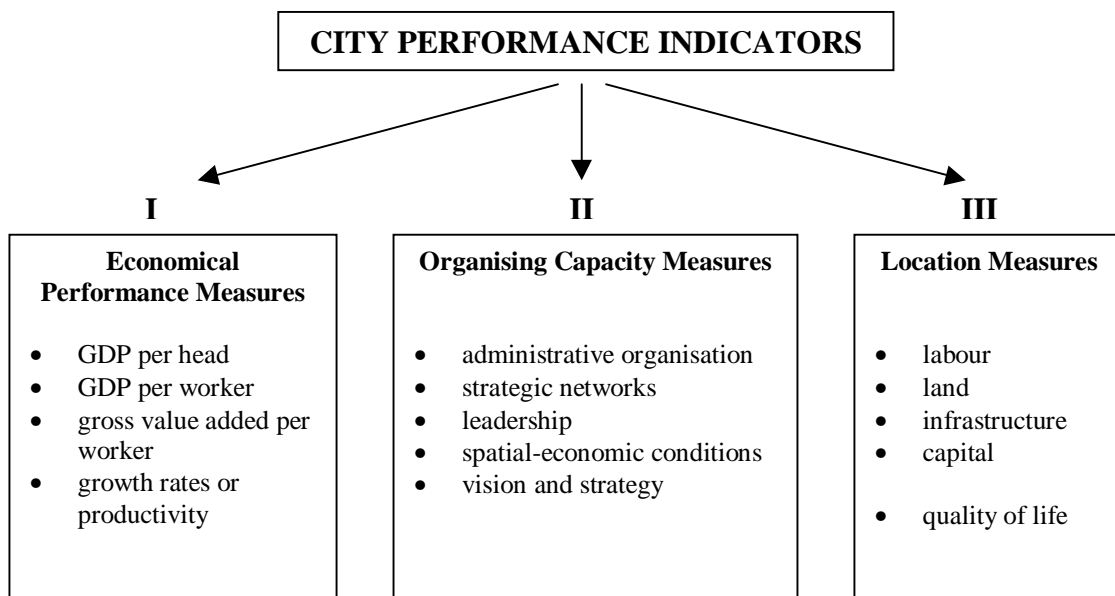 CITY PERFORMANCE INDICATORS
I
Economical
Performance Measures
• GDP per head
• GDP per worker
• gross value added per
worker
• growth rates or
productivity
II
Organising Capacity Measures
• administrative organisation
• strategic networks
• leadership
• spatial-economic conditions
• vision and strategy
III
Location Measures
• labour
• land
• infrastructure
• capital
• quality of life